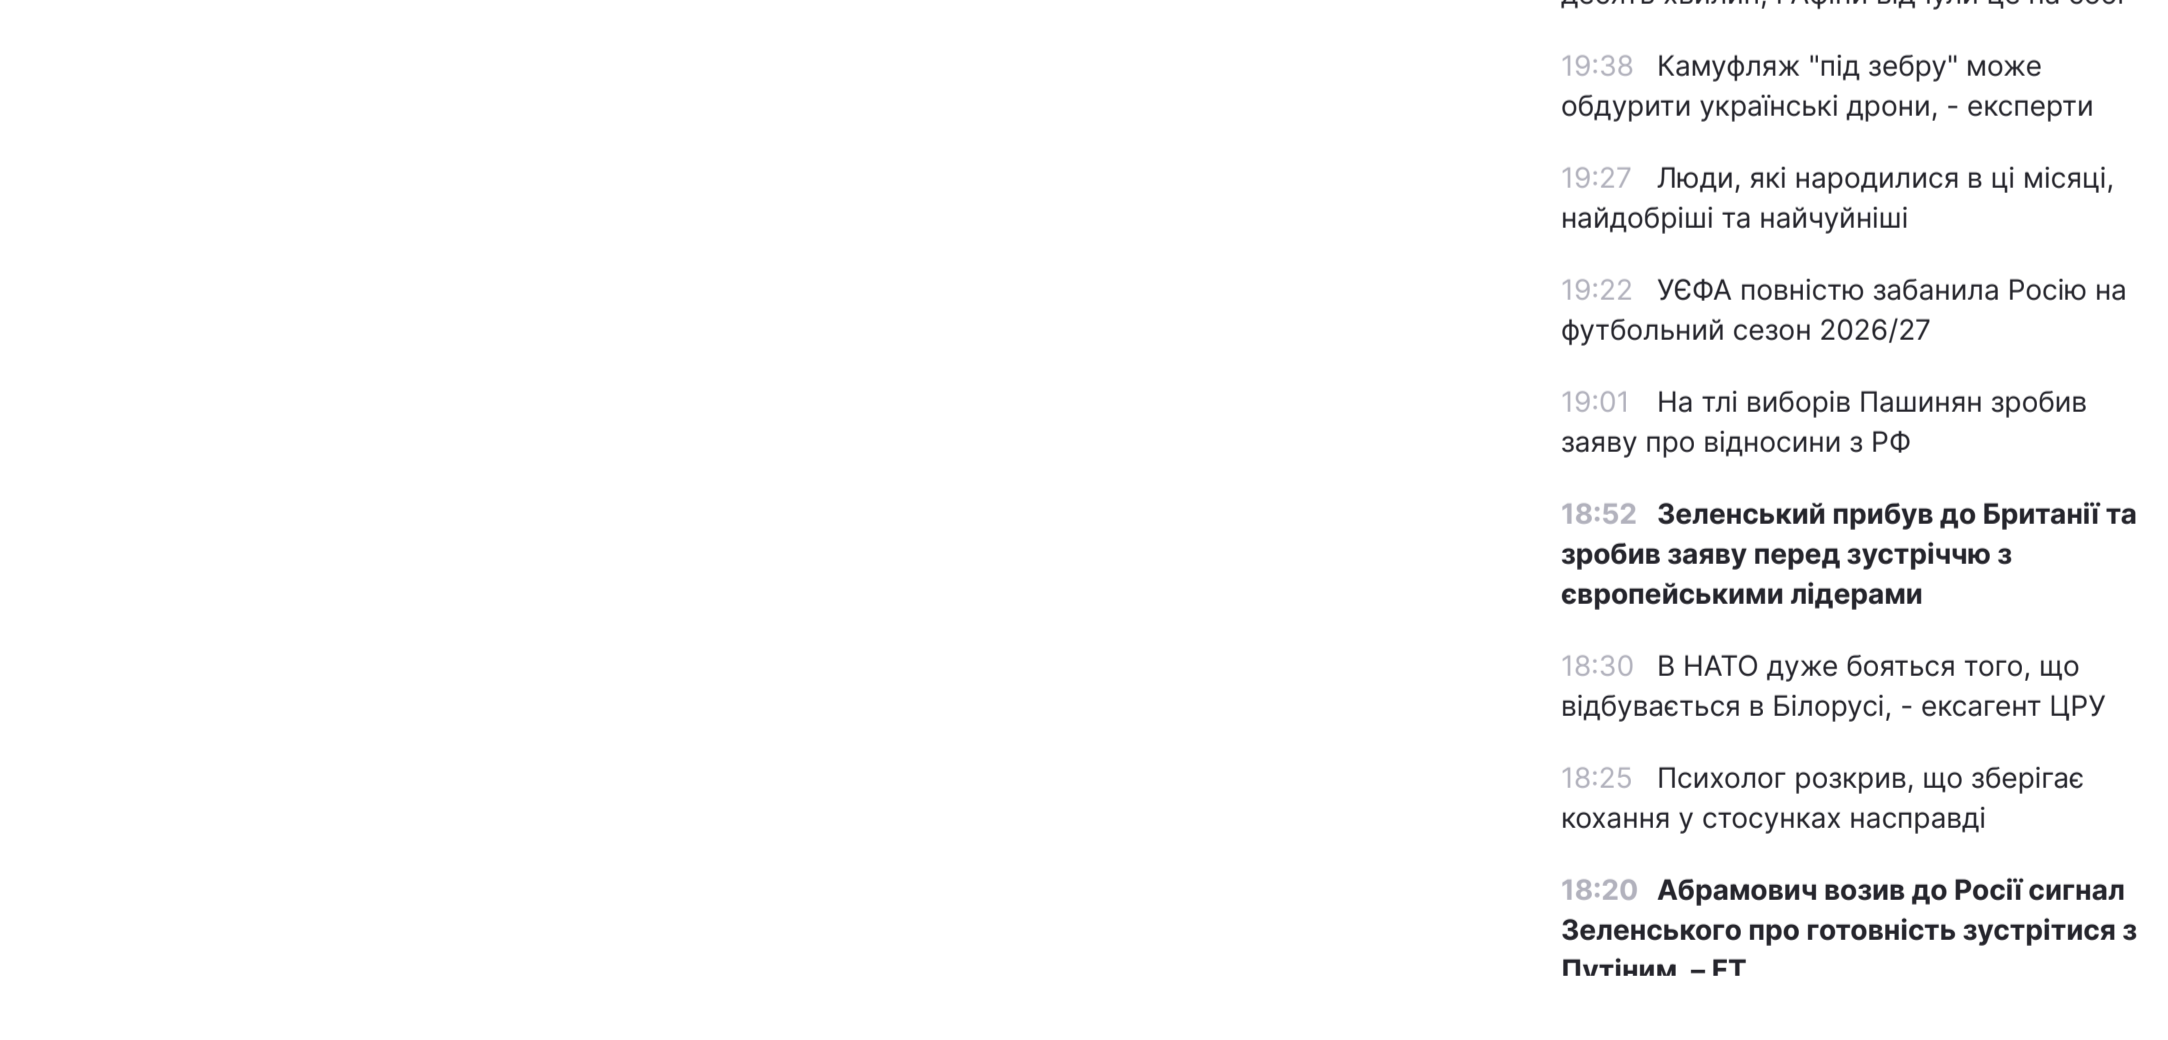 19:38 Камуфляж "під зебру" може
обдурити українські дрони, - експерти
19:27 Люди, які народилися в ці місяці,
найдобріші та найчуйніші
19:22 УЄФА повністю забанила Росію на
футбольний сезон 2026/27
19:01 На тлі виборів Пашинян зробив
заяву про відносини з РФ
18:52 Зеленський прибув до Британії та
зробив заяву перед зустріччю з
європейськими лідерами
18:30 В НАТО дуже бояться того, що
відбувається в Білорусі, - ексагент ЦРУ
18:25 Психолог розкрив, що зберігає
кохання у стосунках насправді
18:20 Абрамович возив до Росії сигнал
Зеленського про готовність зустрітися з
Путіним, – FT